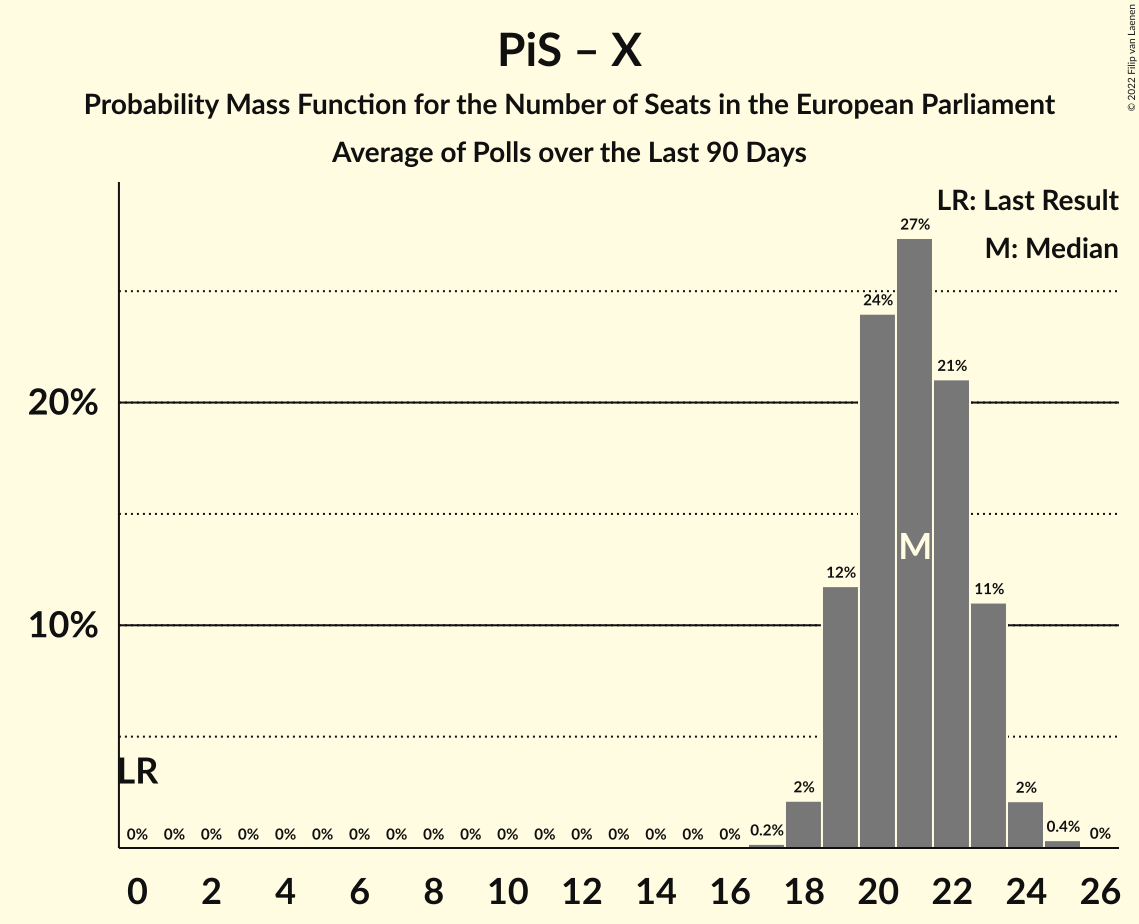 PiS – X
Probability Mass Function for the Number of Seats in the European Parliament
Average of Polls over the Last 90 Days
© 2022 Filip van Laenen
LR: Last Result
M: Median
20%
10%
LR
M
0% 0% 0% 0% 0% 0% 0% 0% 0% 0% 0% 0% 0% 0% 0% 0% 0% 0.2% 2% 12% 24% 27% 21% 11% 2% 0.4% 0%
0 2 4 6 8 10 12 14 16 18 20 22 24 26